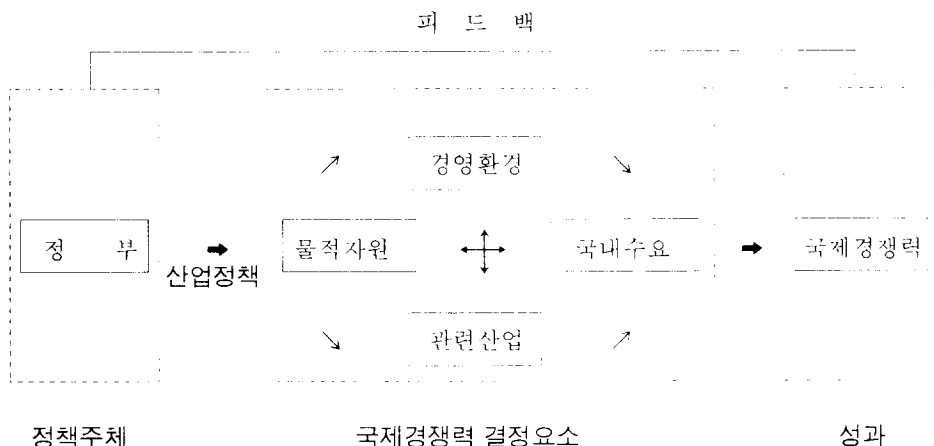 피 드 백
경영환경
정 부
물적자원
국내수요
국제경쟁력
산업정책
관련산업
정책주체
국제경쟁력 결정요소
성과